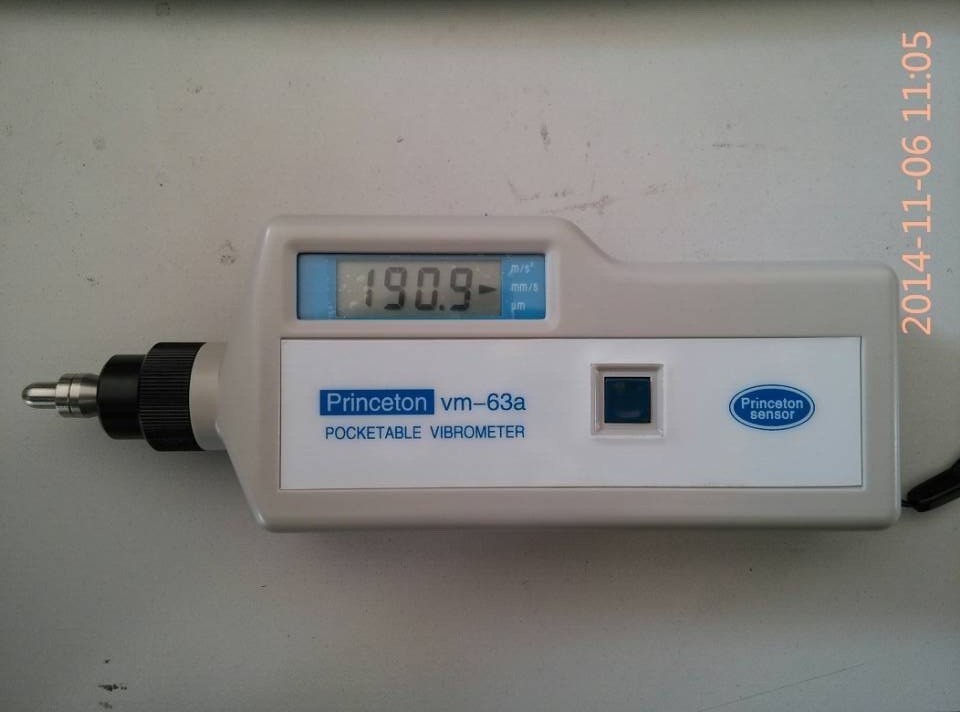 190.9
m/s²
mm/s
µm
Princeton vm-63a
POCKETABLE VIBROMETER
Princeton
sensor
2014-11-06 11:05